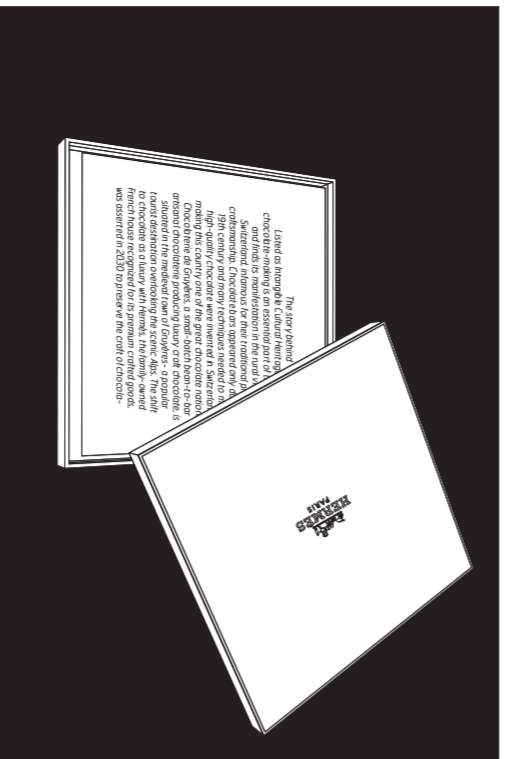 The story behind
Listed as Intangible Cultural Heritag
chocolate-making is an essential part of
and finds its manifestation in the rural v
Switzerland, infamous for their traditional p
craftsmanship. Chocolate bars appeared only
19th century and many techniques needed to m
high-quality chocolate were invented in Switzerlan
making this country one of the great chocolate nation
Chocolaterie de Gruyères, a small-batch bean-to-bar
artisanal chocolaterie producing luxury craft chocolate, is
situated in the medieval town of Gruyères - a popular
tourist destination overlooking the scenic Alps. The shift
to chocolate as a luxury with Hermès, the family-owned
French house recognized for its premium crafted goods,
was asserted in 2030 to preserve the craft of chocola-
HERMÈS
PARIS